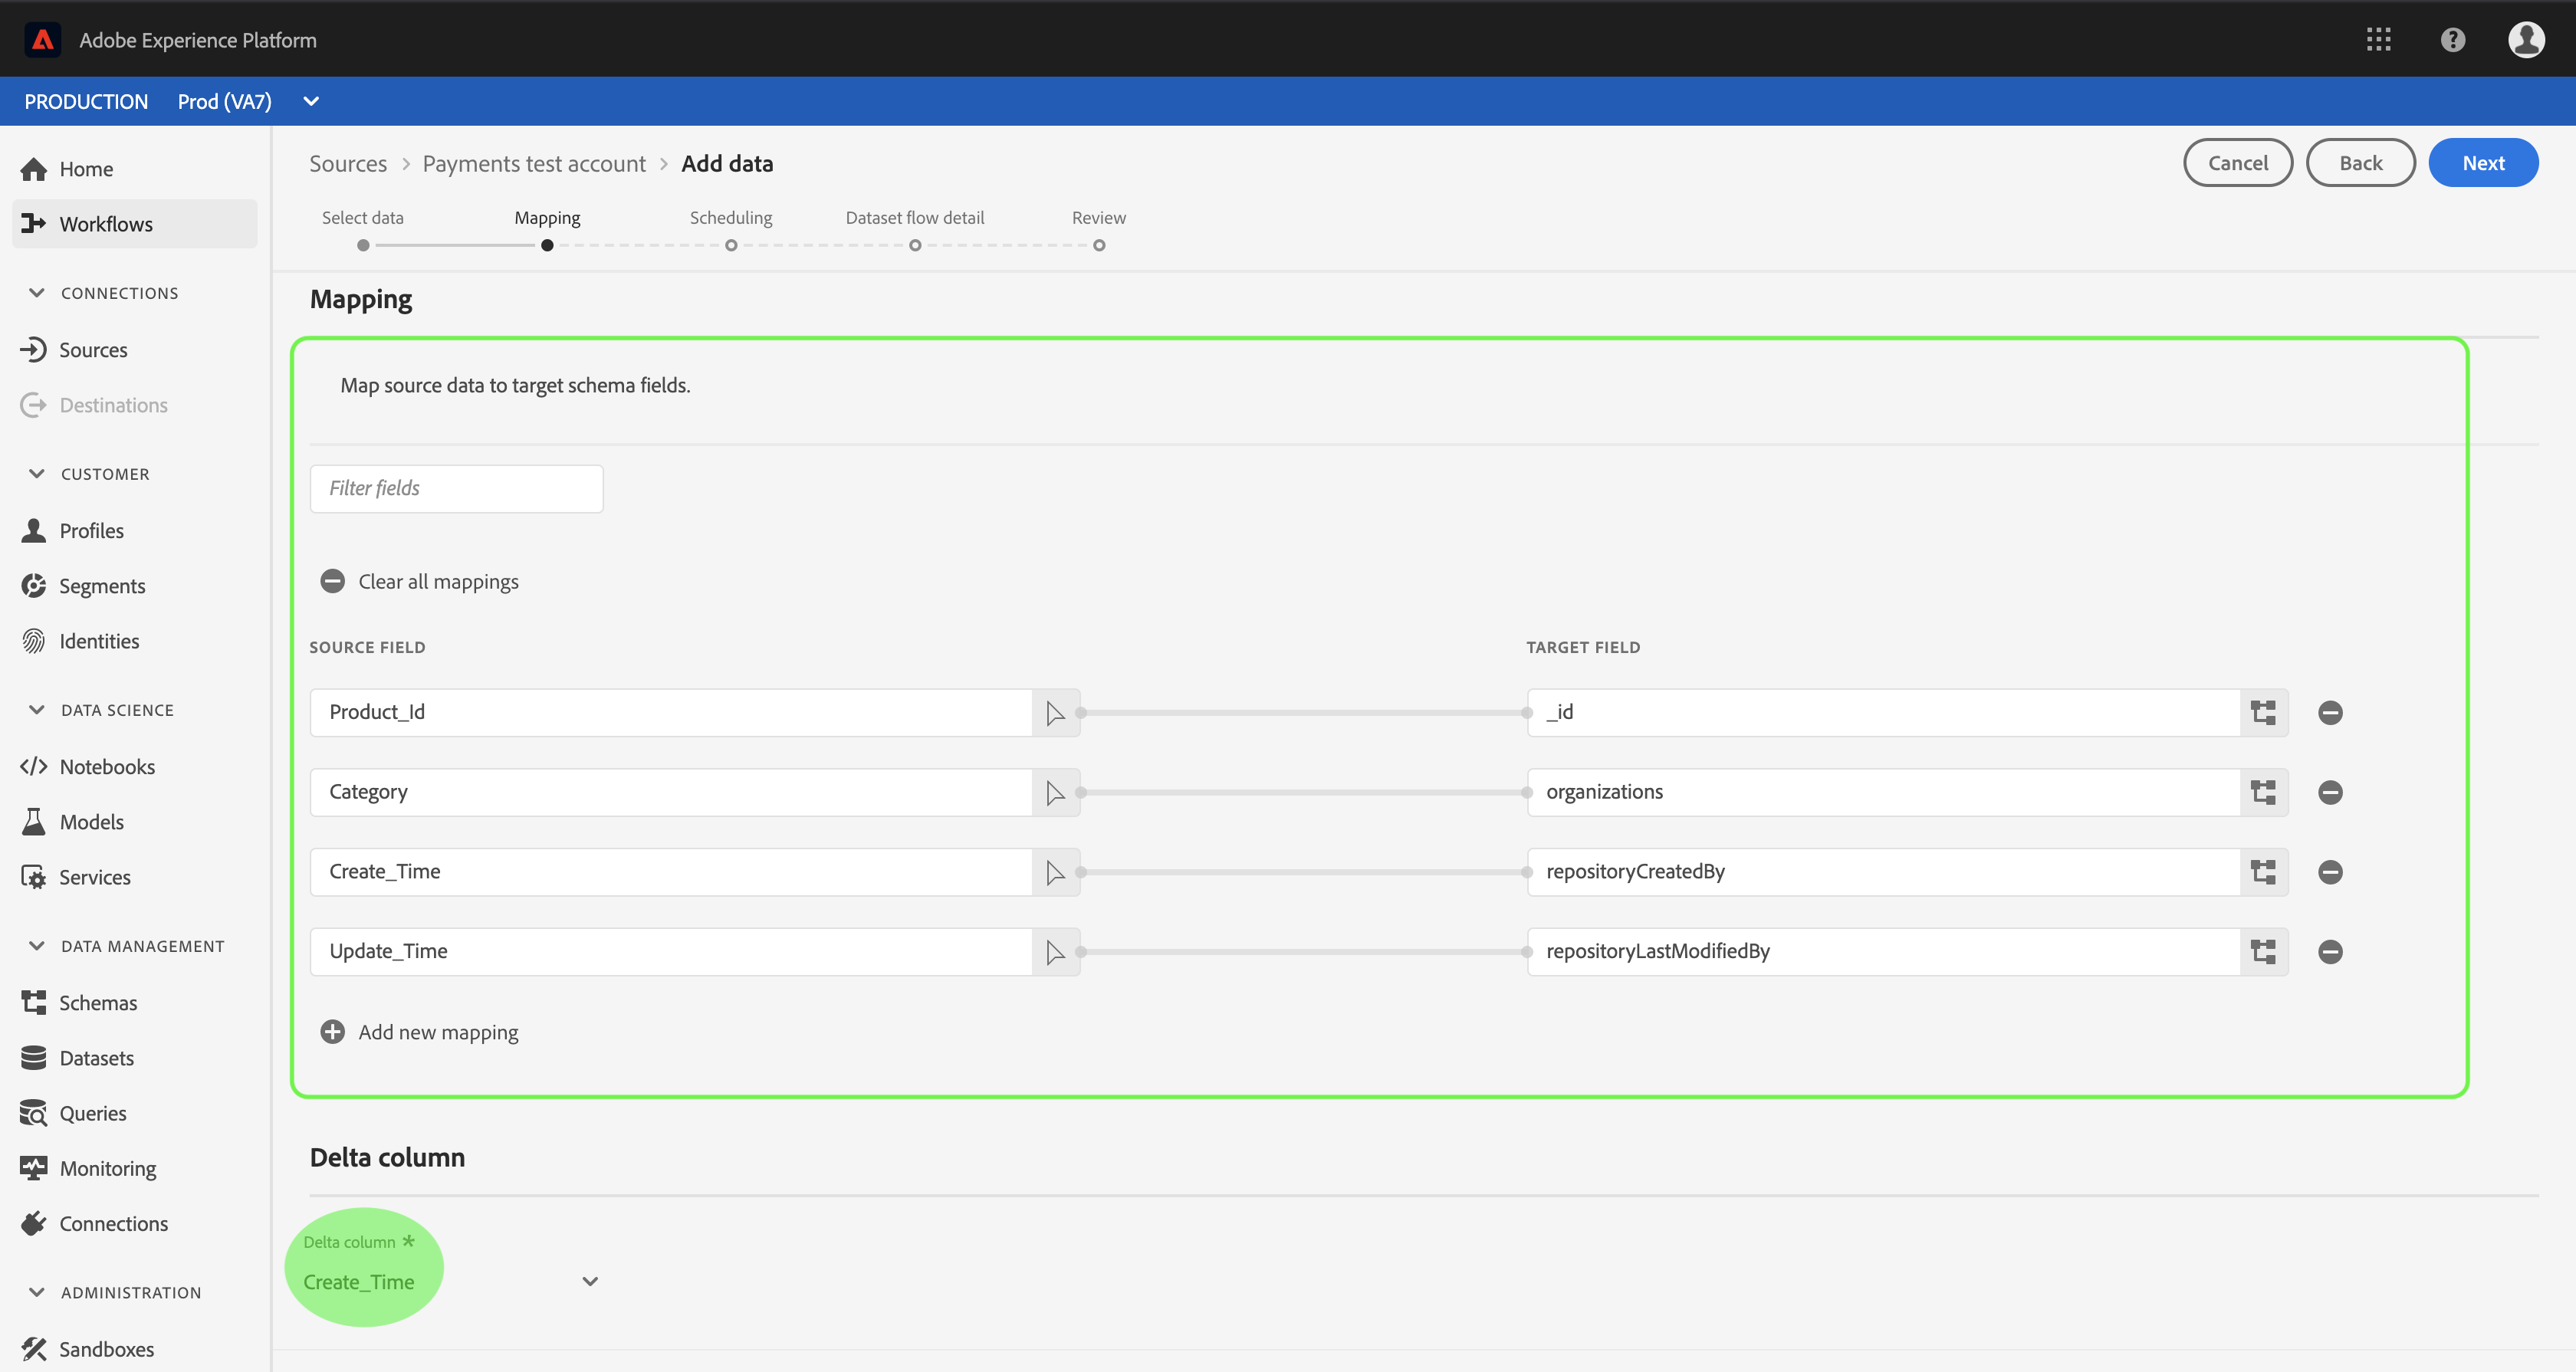 Adobe Experience Platform
PRODUCTION Prod (VA7)
Home
Workflows
CONNECTIONS
Sources
Destinations
CUSTOMER
Profiles
Segments
Identities
DATA SCIENCE
Notebooks
Models
Services
DATA MANAGEMENT
Schemas
Datasets
Queries
Monitoring
Connections
ADMINISTRATION
Sandboxes
Sources > Payments test account > Add data
Cancel Back Next
Select data Mapping Scheduling Dataset flow detail Review
Mapping
Map source data to target schema fields.
Filter fields
Clear all mappings
SOURCE FIELD TARGET FIELD
Product_Id _id
Category organizations
Create_Time repositoryCreatedBy
Update_Time repositoryLastModifiedBy
Add new mapping
Delta column
Delta column *
Create_Time